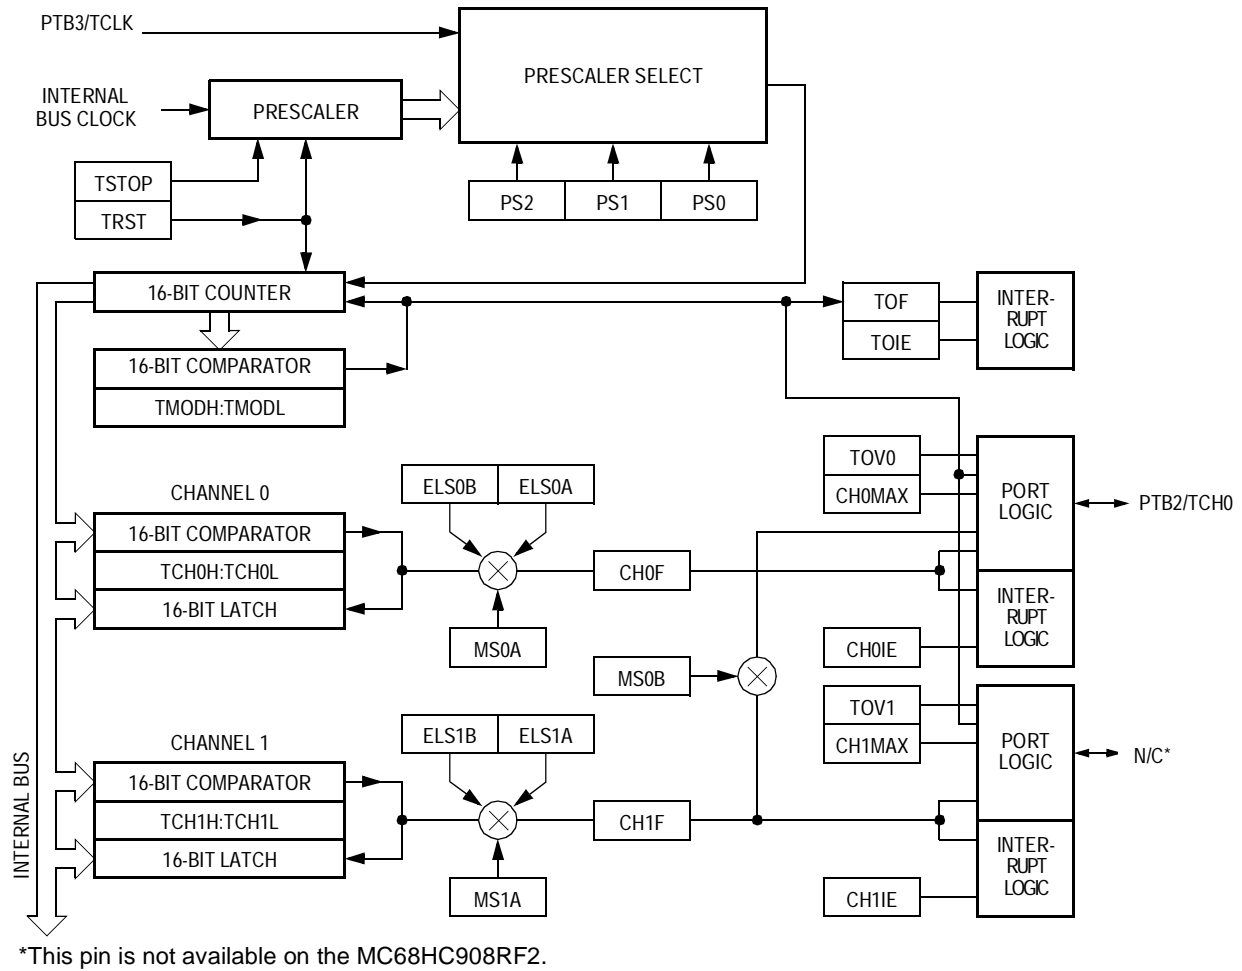 PTB3/TCLK
PRESCALER SELECT
INTERNAL
BUS CLOCK
PRESCALER
TSTOP
TRST
PS2
PS1
PS0
16-BIT COUNTER
16-BIT COMPARATOR
TMODH:TMODL
TOF
TOIE
INTER-
RUPT
LOGIC
CHANNEL 0
16-BIT COMPARATOR
TCH0H:TCH0L
16-BIT LATCH
ELS0B
ELS0A
MS0A
CH0F
TOV0
CH0MAX
PORT
LOGIC
PTB2/TCH0
INTER-
RUPT
LOGIC
CH0IE
MS0B
CHANNEL 1
16-BIT COMPARATOR
TCH1H:TCH1L
16-BIT LATCH
ELS1B
ELS1A
MS1A
CH1F
TOV1
CH1MAX
PORT
LOGIC
N/C*
INTER-
RUPT
LOGIC
CH1IE
INTERNAL BUS
*This pin is not available on the MC68HC908RF2.